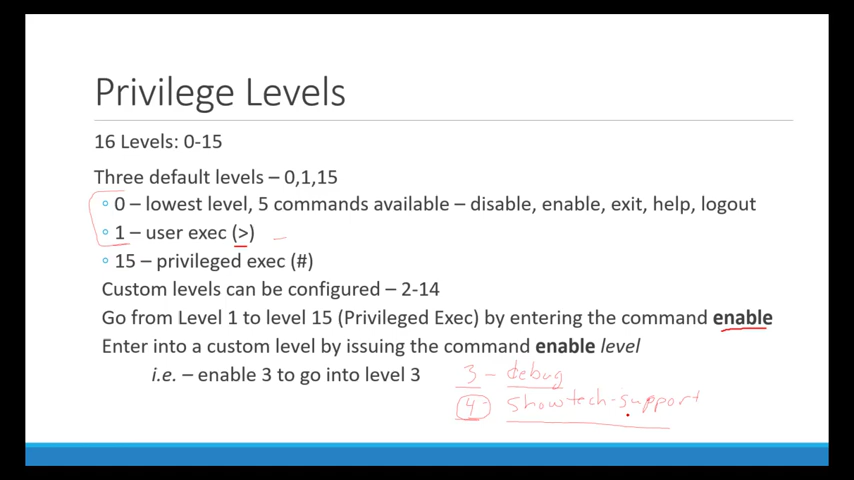 Privilege Levels
16 Levels: 0-15
Three default levels – 0,1,15
0 – lowest level, 5 commands available – disable, enable, exit, help, logout
1 – user exec (>)
15 – privileged exec (#)
Custom levels can be configured – 2-14
Go from Level 1 to level 15 (Privileged Exec) by entering the command enable
Enter into a custom level by issuing the command enable level
i.e. – enable 3 to go into level 3
3 – debug
4 - show tech-support